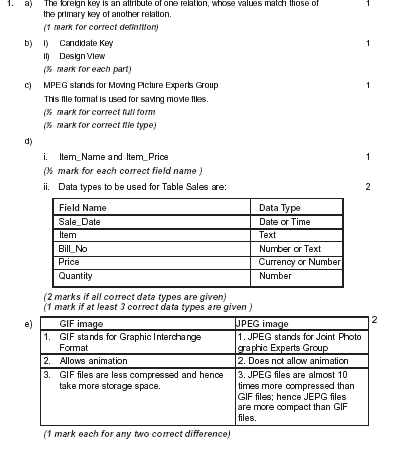 1. a) The foreign key is an attribute of one relation, whose values match those of 1
the primary key of another relation.
(1 mark for correct definition)
b) i) Candidate Key 1
ii) Design View
(½ mark for each part)
c) MPEG stands for Moving Picture Experts Group 1
This file format is used for saving movie files.
(½ mark for correct full form
(½ mark for correct file type)
d)
i. Item_Name and Item_Price 1
(½ mark for each correct field name )
ii. Data types to be used for Table Sales are: 2
Field Name Data Type
Sale_Date Date or Time
Item Text
Bill_No Number or Text
Price Currency or Number
Quantity Number
(2 marks if all correct data types are given)
(1 mark if at least 3 correct data types are given )
e) GIF image JPEG image 2
1. GIF stands for Graphic Interchange
Format
1. JPEG stands for Joint Photo
graphic Experts Group
2. Allows animation 2. Does not allow animation
3. GIF files are less compressed and hence
take more storage space.
3. JPEG files are almost 10
times more compressed than
GIF files; hence JEPG files
are more compact than GIF
files.
(1 mark each for any two correct difference)